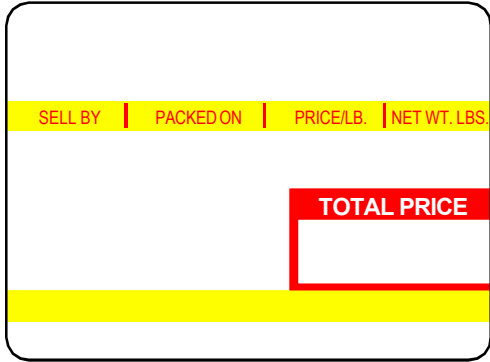 SELL BY PACKED ON PRICE/LB. NET WT. LBS.
TOTAL PRICE